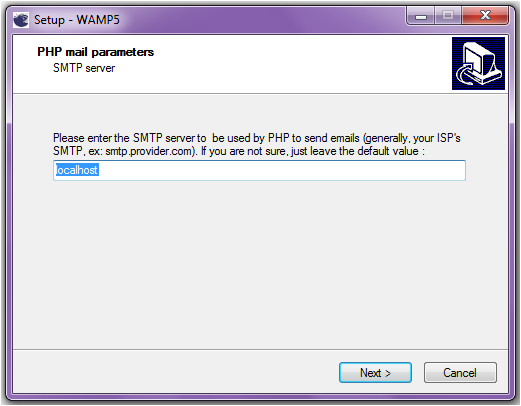 Setup - WAMP5
PHP mail parameters
SMTP server
Please enter the SMTP server to  be used by PHP to send emails (generally, your ISP's
SMTP, ex: smtp.provider.com). If you are not sure, just leave the default value :
localhost
Next >
Cancel